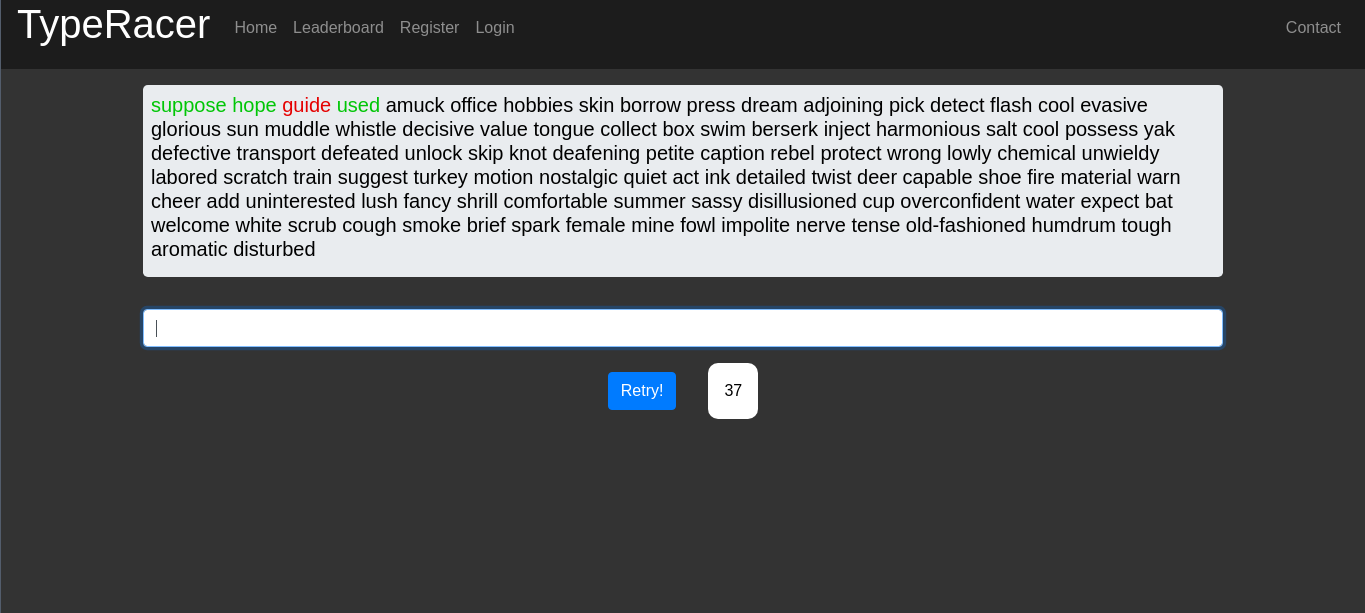 TypeRacer Home Leaderboard Register Login Contact
suppose hope guide used amuck office hobbies skin borrow press dream adjoining pick detect flash cool evasive
glorious sun muddle whistle decisive value tongue collect box swim berserk inject harmonious salt cool possess yak
defective transport defeated unlock skip knot deafening petite caption rebel protect wrong lowly chemical unwieldy
labored scratch train suggest turkey motion nostalgic quiet act ink detailed twist deer capable shoe fire material warn
cheer add uninterested lush fancy shrill comfortable summer sassy disillusioned cup overconfident water expect bat
welcome white scrub cough smoke brief spark female mine fowl impolite nerve tense old-fashioned humdrum tough
aromatic disturbed
Retry! 37